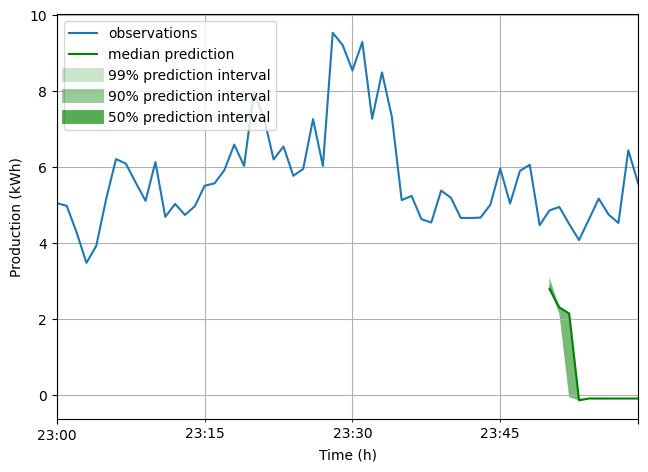 observations
median prediction
99% prediction interval
90% prediction interval
50% prediction interval
10
8
6
4
2
0
Production (kWh)
23:00
23:15
23:30
23:45
Time (h)